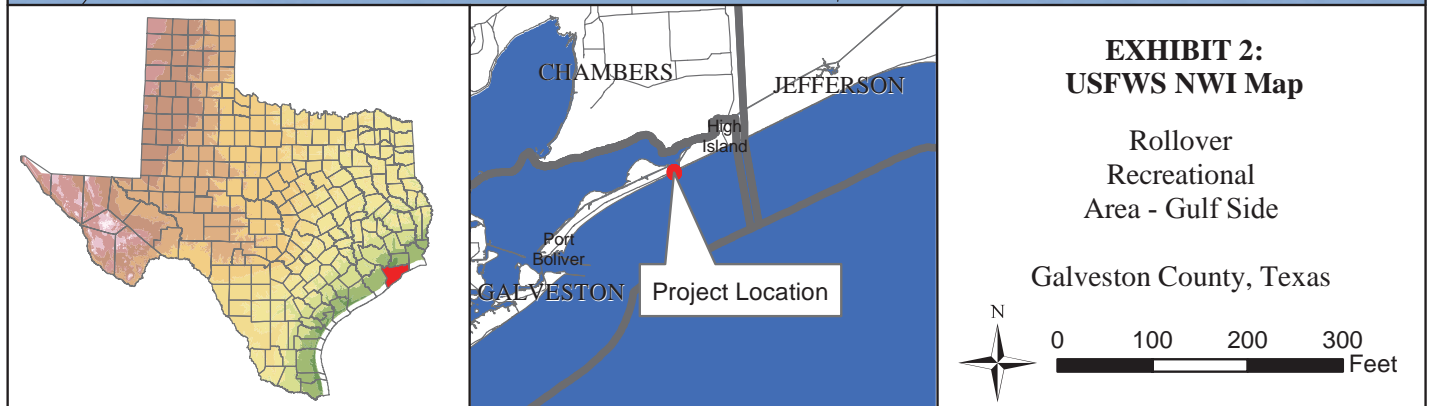 CHAMBERS
JEFFERSON
High
Island
Port
Boliver
GALVESTON
Project Location
EXHIBIT 2:
USFWS NWI Map
Rollover
Recreational
Area - Gulf Side
Galveston County, Texas
N
0 100 200 300
Feet